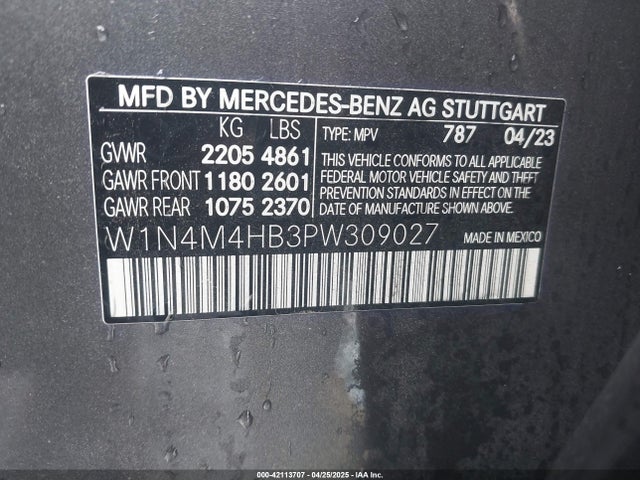 MFD BY MERCEDES-BENZ AG STUTTGART
KG LBS
GVWR 2205 4861
GAWR FRONT 1180 2601
GAWR REAR 1075 2370
TYPE: MPV 787 04/23
THIS VEHICLE CONFORMS TO ALL APPLICABLE
FEDERAL MOTOR VEHICLE SAFETY AND THEFT
PREVENTION STANDARDS IN EFFECT ON THE
DATE OF MANUFACTURE SHOWN ABOVE.
W1N4M4HB3PW309027 MADE IN MEXICO
000-42113707 - 04/25/2025 - IAAI, Inc.